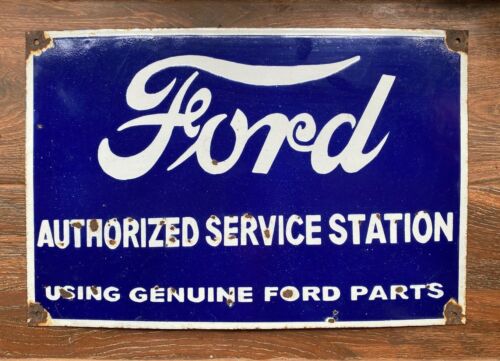 Ford
AUTHORIZED SERVICE STATION
USING GENUINE FORD PARTS